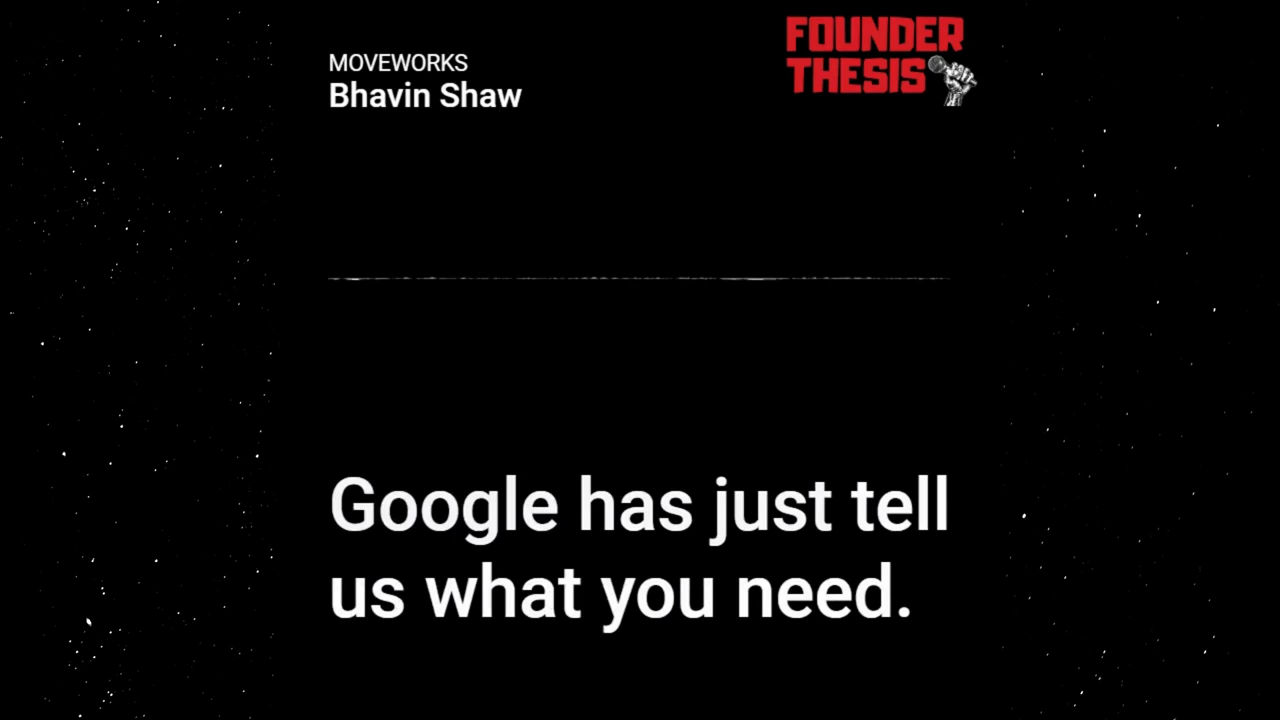 MOVEWORKS
Bhavin Shaw
FOUNDER
THESIS
Google has just tell
us what you need.